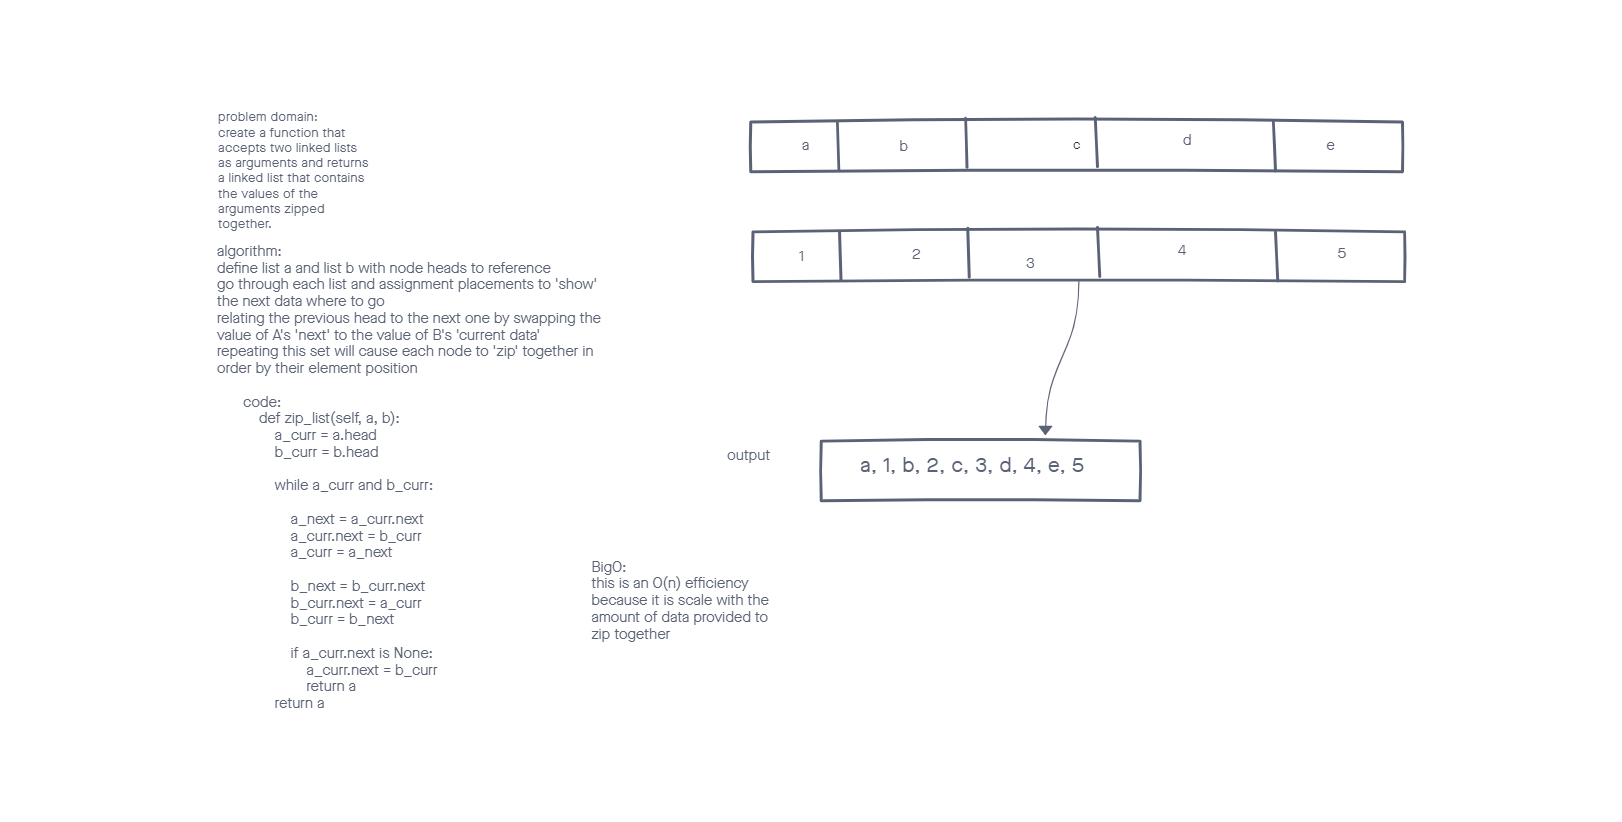 problem domain:
create a function that
accepts two linked lists
as arguments and returns
a linked list that contains
the values of the
arguments zipped
together.
algorithm:
define list a and list b with node heads to reference
go through each list and assignment placements to 'show'
the next data where to go
relating the previous head to the next one by swapping the
value of A's 'next' to the value of B's 'current data'
repeating this set will cause each node to 'zip' together in
order by their element position
code:
def zip_list(self, a, b):
a_curr = a.head
b_curr = b.head
while a_curr and b_curr:
a_next = a_curr.next
a_curr.next = b_curr
a_curr = a_next
b_next = b_curr.next
b_curr.next = a_curr
b_curr = b_next
if a_curr.next is None:
a_curr.next = b_curr
return a
return a
a b c d e
1 2 3 4 5
output
a, 1, b, 2, c, 3, d, 4, e, 5
BigO:
this is an O(n) efficiency
because it is scale with the
amount of data provided to
zip together